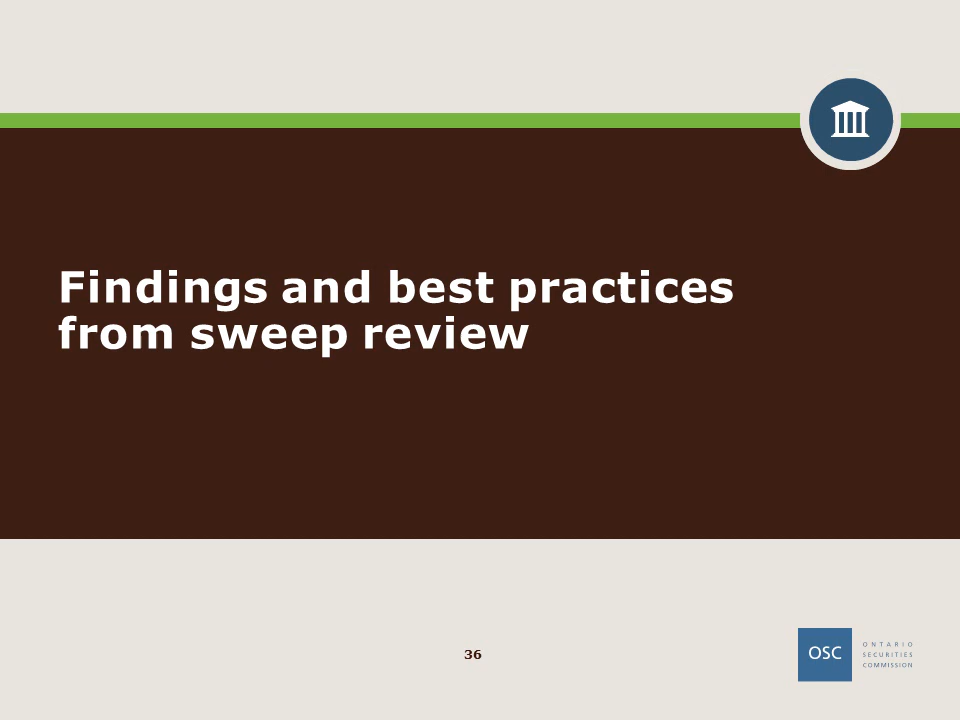 Findings and best practices
from sweep review
36
OSC
ONTARIO
SECURITIES
COMMISSION